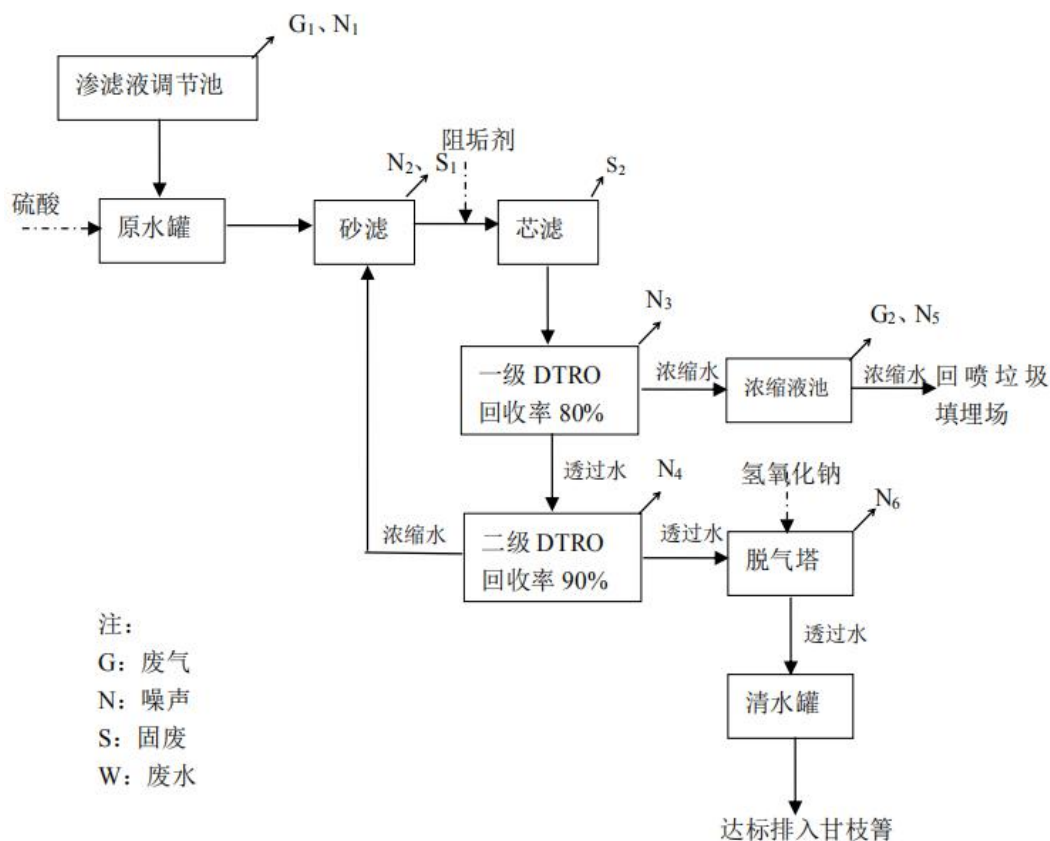 G₁、N₁
渗滤液调节池
阻垢剂
N₂、S₁
S₂
硫酸
原水罐
砂滤
芯滤
N₃
G₂、N₅
一级 DTRO
回收率 80%
浓缩水
浓缩液池
浓缩水
回喷垃圾
填埋场
透过水
N₄
氢氧化钠
N₆
浓缩水
二级 DTRO
回收率 90%
透过水
脱气塔
透过水
注：
G：废气
N：噪声
S：固废
W：废水
清水罐
达标排入甘枝箐